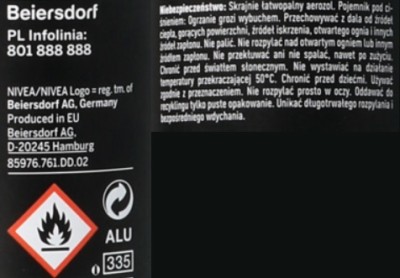 Beiersdorf
PL Infolinia:
801 888 888
NIVEA/NIVEA Logo = reg. tm. of
Beiersdorf AG, Germany
Produced in EU
Beiersdorf AG,
D-20245 Hamburg
85976.761.DD.02
ALU
335
Niebezpieczeństwo: Skrajnie łatwopalny aerozol. Pojemnik pod ci-
śnieniem: Ogrzanie grozi wybuchem. Przechowywać z dala od źródeł
ciepła, gorących powierzchni, źródeł iskrzenia, otwartego ognia i innych
źródeł zapłonu. Nie palić. Nie rozpylać nad otwartym ogniem lub innym
źródłem zapłonu. Nie przekłuwać ani nie spalać, nawet po zużyciu.
Chronić przed światłem słonecznym. Nie wystawiać na działanie
temperatury przekraczającej 50°C. Chronić przed dziećmi. Używać
zgodnie z przeznaczeniem. Nie rozpylać prosto w oczy. Oddawać do
recyklingu tylko puste opakowanie. Unikać długotrwałego rozpylania i
bezpośredniego wdychania.